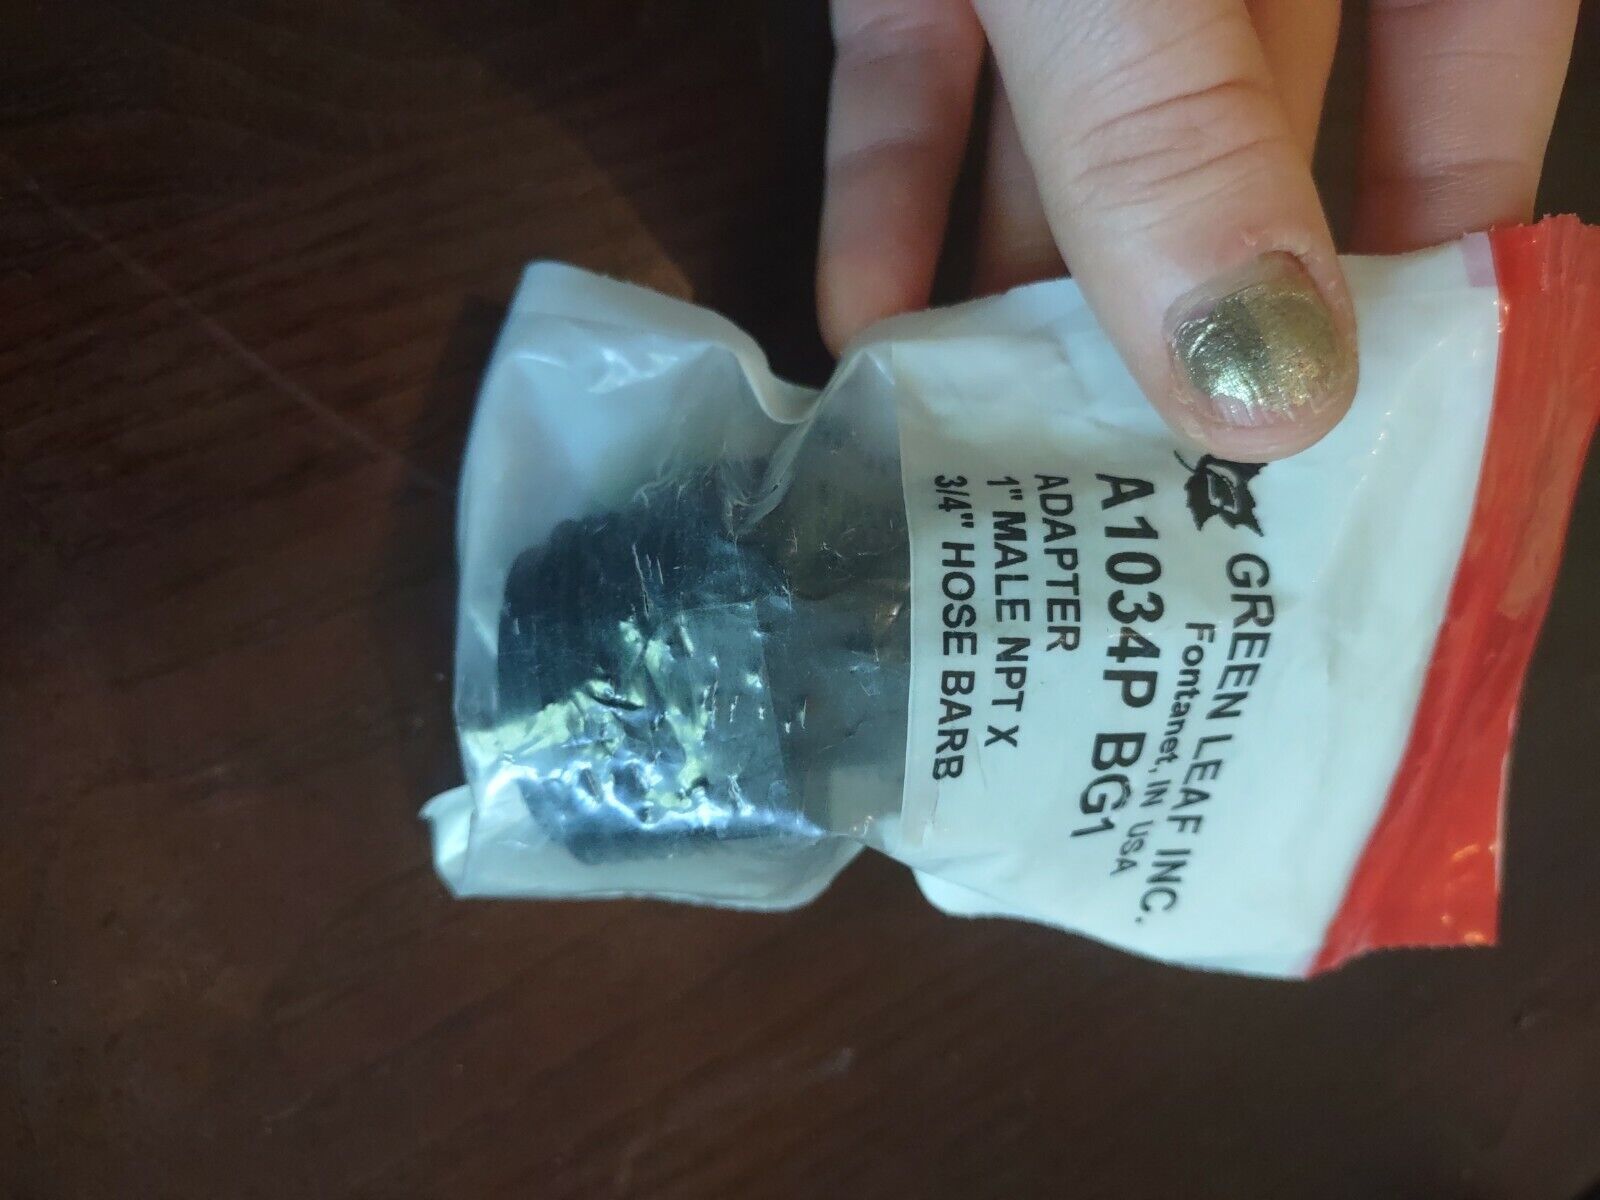 GREEN LEAF INC.
Fontanet, IN USA
A1034P BG1
ADAPTER
1" MALE NPT X
3/4" HOSE BARB